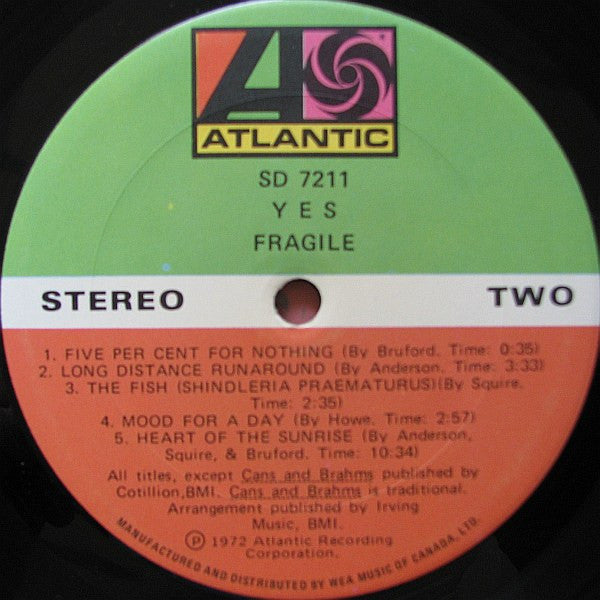 ATLANTIC
SD 7211
YES
FRAGILE
STEREO
TWO
1. FIVE PER CENT FOR NOTHING (By Bruford. Time: 0:35)
2. LONG DISTANCE RUNAROUND (By Anderson. Time: 3:33)
3. THE FISH (SHINDLERIA PRAEMATURUS)(By Squire.
Time: 2:35)
4. MOOD FOR A DAY (By Howe. Time: 2:57)
5. HEART OF THE SUNRISE (By Anderson,
Squire, & Bruford. Time: 10:34)
All titles, except Cans and Brahms published by
Cotillion,BMI. Cans and Brahms is traditional.
Arrangement published by Irving
Music, BMI.
Ⓟ 1972 Atlantic Recording
Corporation.
MANUFACTURED AND DISTRIBUTED BY WEA MUSIC OF CANADA, LTD.